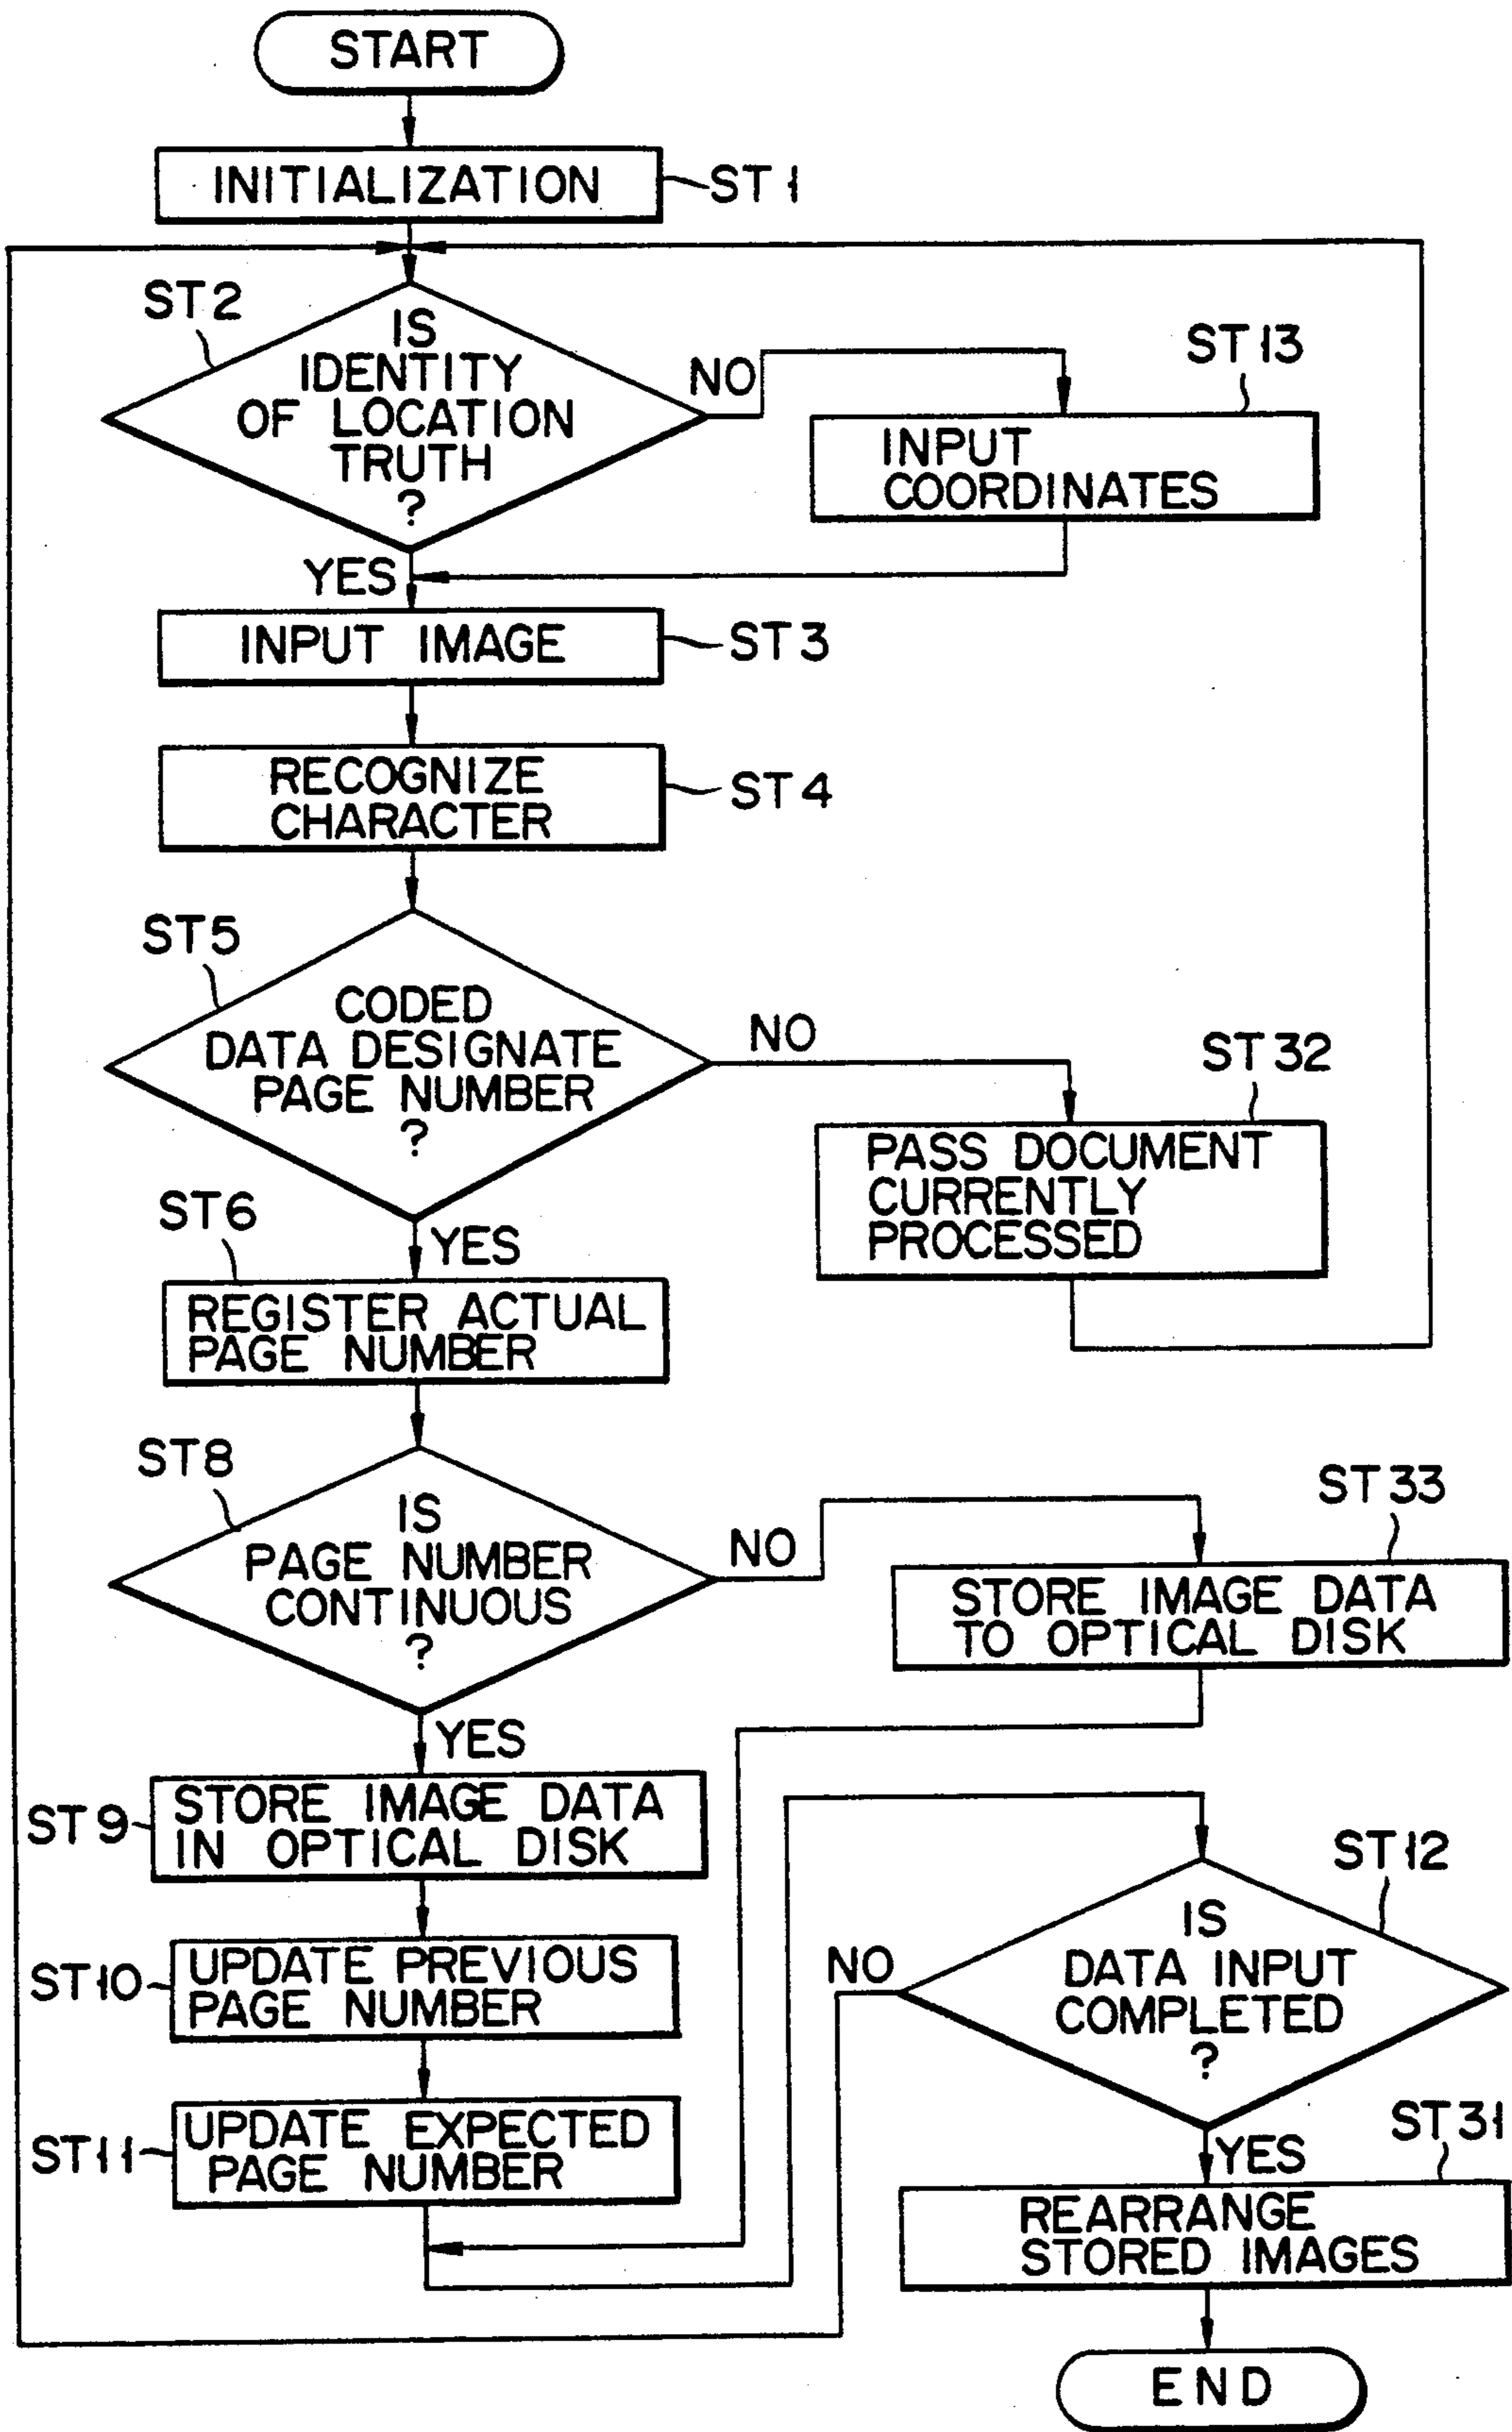 START
INITIALIZATION
ST1
ST2
IS
IDENTITY
OF LOCATION
TRUTH
?
NO
ST13
INPUT
COORDINATES
YES
INPUT IMAGE
ST3
RECOGNIZE
CHARACTER
ST4
ST5
CODED
DATA DESIGNATE
PAGE NUMBER
?
NO
ST32
PASS DOCUMENT
CURRENTLY
PROCESSED
ST6
YES
REGISTER ACTUAL
PAGE NUMBER
ST8
IS
PAGE NUMBER
CONTINUOUS
?
NO
ST33
STORE IMAGE DATA
TO OPTICAL DISK
YES
ST9
STORE IMAGE DATA
IN OPTICAL DISK
ST10
UPDATE PREVIOUS
PAGE NUMBER
ST11
UPDATE EXPECTED
PAGE NUMBER
ST12
IS
DATA INPUT
COMPLETED
?
NO
YES
ST31
REARRANGE
STORED IMAGES
END